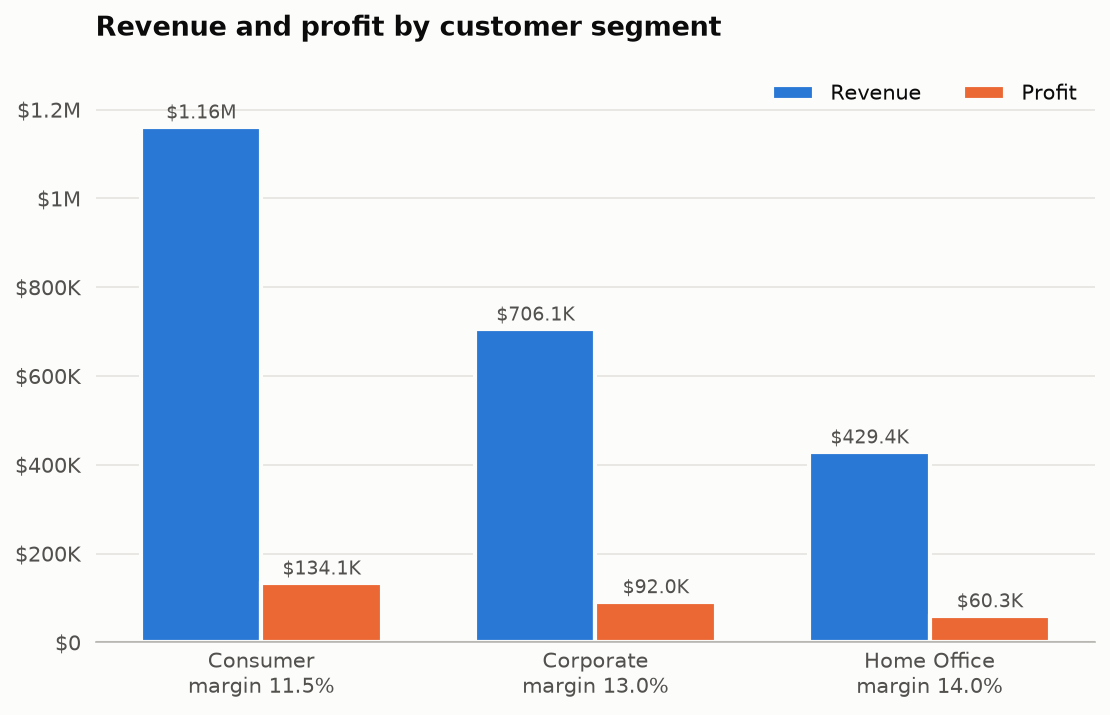 Revenue and profit by customer segment
Revenue
Profit
$1.2M
$1M
$800K
$600K
$400K
$200K
$0
$1.16M
$134.1K
$706.1K
$92.0K
$429.4K
$60.3K
Consumer
margin 11.5%
Corporate
margin 13.0%
Home Office
margin 14.0%